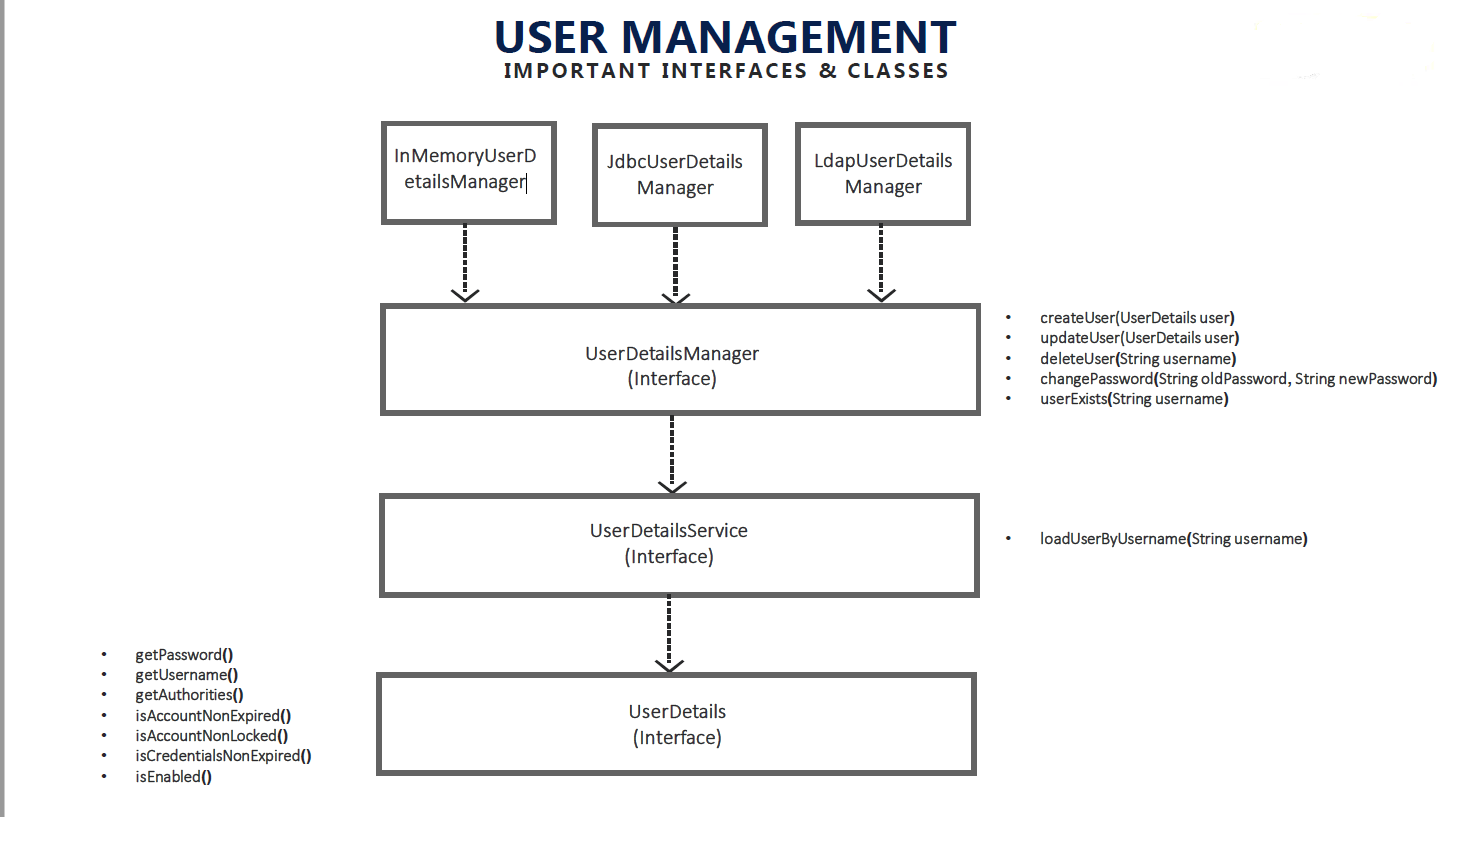 USER MANAGEMENT
IMPORTANT INTERFACES & CLASSES
InMemoryUserD
etailsManager
JdbcUserDetails
Manager
LdapUserDetails
Manager
UserDetailsManager
(Interface)
• createUser(UserDetails user)
• updateUser(UserDetails user)
• deleteUser(String username)
• changePassword(String oldPassword, String newPassword)
• userExists(String username)
UserDetailsService
(Interface)
• loadUserByUsername(String username)
• getPassword()
• getUsername()
• getAuthorities()
• isAccountNonExpired()
• isAccountNonLocked()
• isCredentialsNonExpired()
• isEnabled()
UserDetails
(Interface)